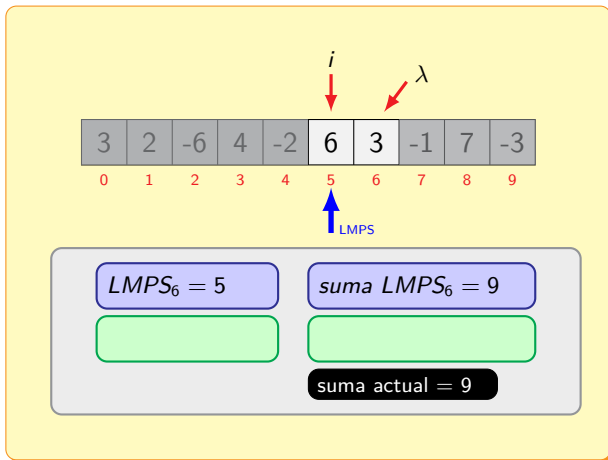 i
λ
3 2 -6 4 -2 6 3 -1 7 -3
0 1 2 3 4 5 6 7 8 9
LMPS
LMPS₆ = 5 suma LMPS₆ = 9
suma actual = 9